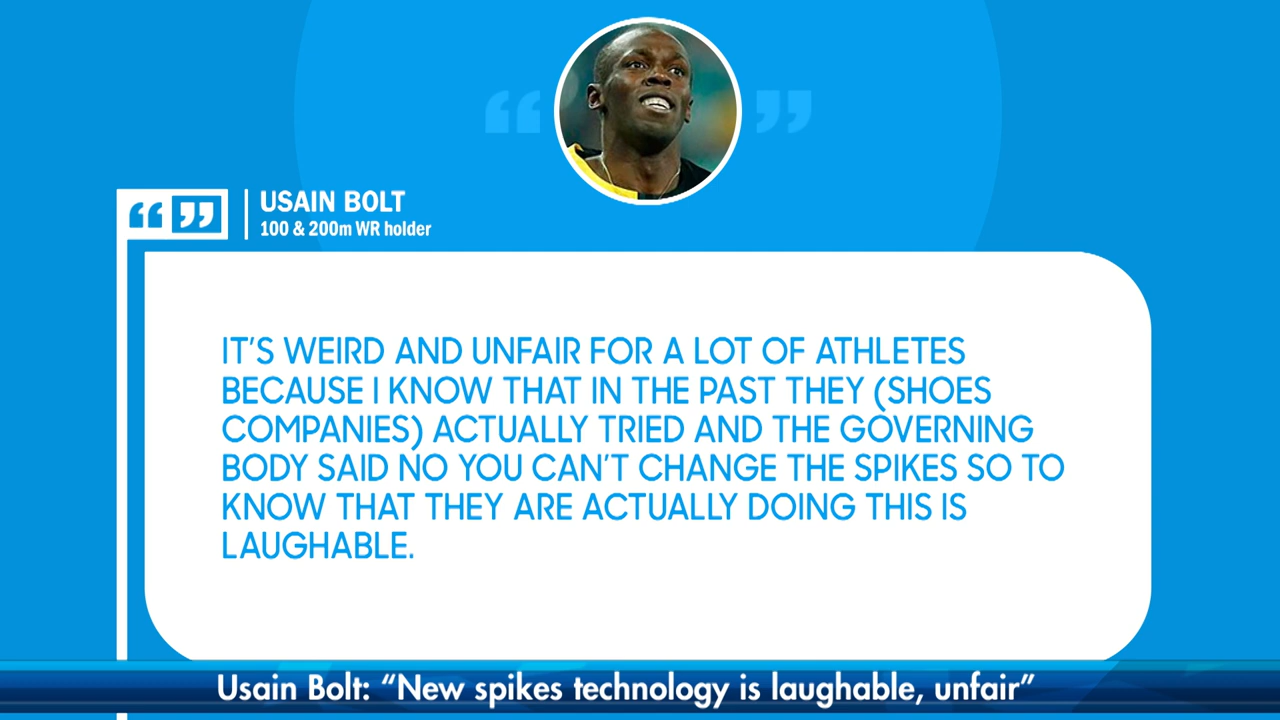 USAIN BOLT
100 & 200m WR holder
IT'S WEIRD AND UNFAIR FOR A LOT OF ATHLETES
BECAUSE I KNOW THAT IN THE PAST THEY (SHOES
COMPANIES) ACTUALLY TRIED AND THE GOVERNING
BODY SAID NO YOU CAN'T CHANGE THE SPIKES SO TO
KNOW THAT THEY ARE ACTUALLY DOING THIS IS
LAUGHABLE.
Usain Bolt: “New spikes technology is laughable, unfair”